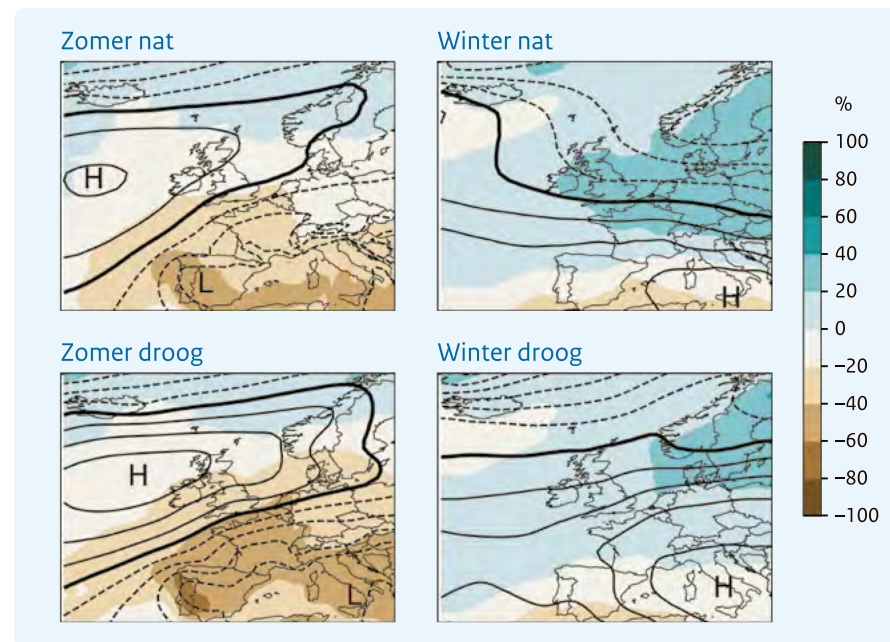 Zomer nat
Winter nat
H
L
H
%
100
80
60
40
20
0
−20
−40
−60
−80
−100
Zomer droog
Winter droog
H
L
H